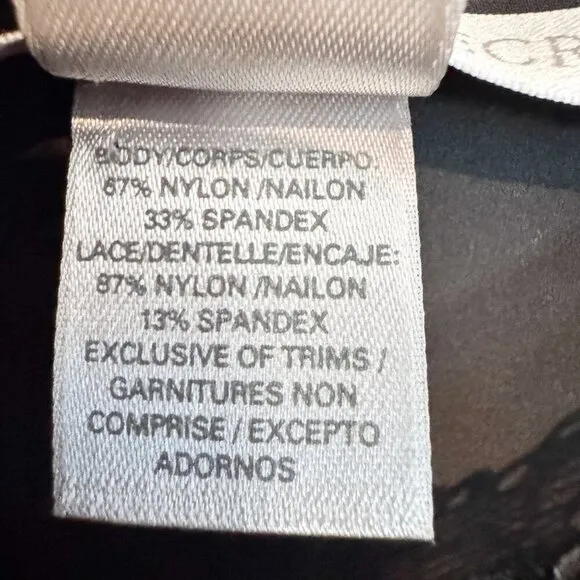 BODY/CORPS/CUERPO:
67% NYLON /NAILON
33% SPANDEX
LACE/DENTELLE/ENCAJE:
87% NYLON /NAILON
13% SPANDEX
EXCLUSIVE OF TRIMS /
GARNITURES NON
COMPRISE / EXCEPTO
ADORNOS